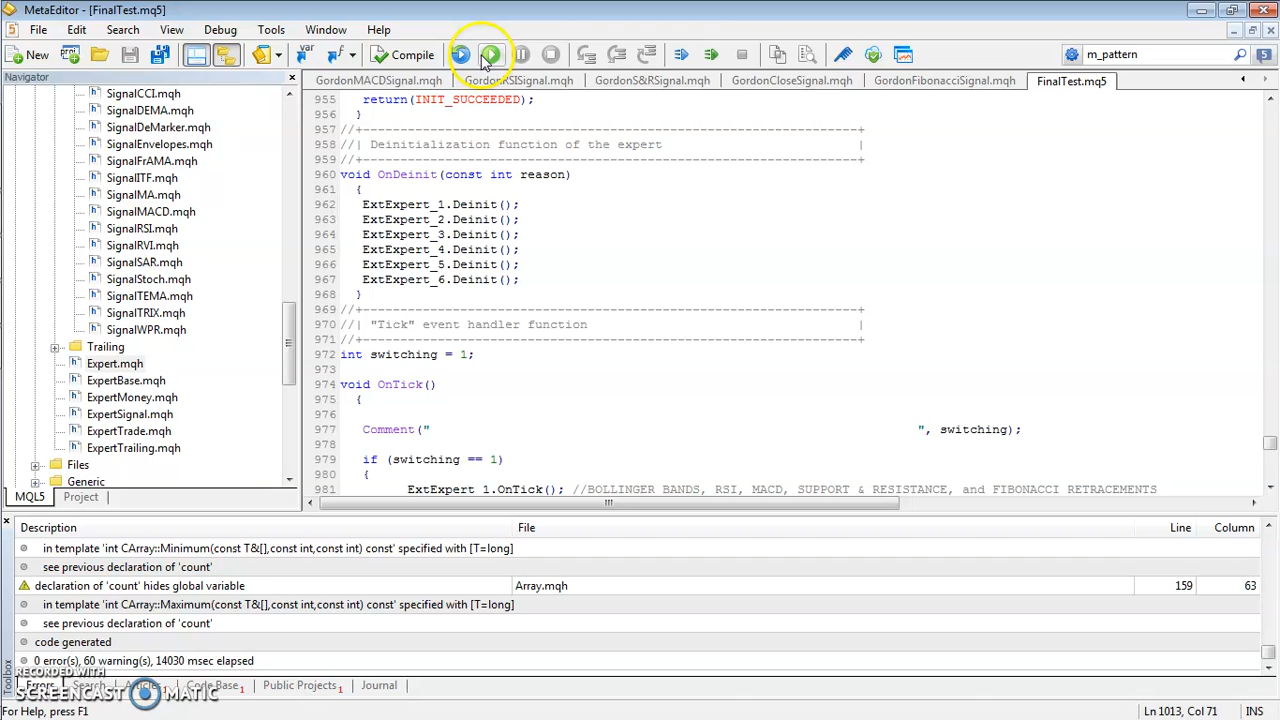 MetaEditor - [FinalTest.mq5]
File Edit Search View Debug Tools Window Help
New var f Compile m_pattern 5
Navigator
GordonMACDSignal.mqh GordonRSISignal.mqh GordonS&RSignal.mqh GordonCloseSignal.mqh GordonFibonacciSignal.mqh FinalTest.mq5
SignalCCI.mqh
SignalDEMA.mqh
SignalDeMarker.mqh
SignalEnvelopes.mqh
SignalFrAMA.mqh
SignalITF.mqh
SignalMA.mqh
SignalMACD.mqh
SignalRSI.mqh
SignalRVI.mqh
SignalSAR.mqh
SignalStoch.mqh
SignalTEMA.mqh
SignalTRIX.mqh
SignalWPR.mqh
Trailing
Expert.mqh
ExpertBase.mqh
ExpertMoney.mqh
ExpertSignal.mqh
ExpertTrade.mqh
ExpertTrailing.mqh
Files
Generic
MQL5 Project
955 return(INIT_SUCCEEDED);
956 }
957 //+------------------------------------------------------------------+
958 //| Deinitialization function of the expert |
959 //+------------------------------------------------------------------+
960 void OnDeinit(const int reason)
961 {
962 ExtExpert_1.Deinit();
963 ExtExpert_2.Deinit();
964 ExtExpert_3.Deinit();
965 ExtExpert_4.Deinit();
966 ExtExpert_5.Deinit();
967 ExtExpert_6.Deinit();
968 }
969 //+------------------------------------------------------------------+
970 //| "Tick" event handler function |
971 //+------------------------------------------------------------------+
972 int switching = 1;
973
974 void OnTick()
975 {
976
977 Comment(" ", switching);
978
979 if (switching == 1)
980 {
981 ExtExpert_1.OnTick(); //BOLLINGER BANDS, RSI, MACD, SUPPORT & RESISTANCE, and FIBONACCI RETRACEMENTS
Description File Line Column
in template 'int CArray::Minimum(const T&[],const int,const int) const' specified with [T=long]
see previous declaration of 'count'
declaration of 'count' hides global variable Array.mqh 159 63
in template 'int CArray::Maximum(const T&[],const int,const int) const' specified with [T=long]
see previous declaration of 'count'
code generated
0 error(s), 60 warning(s), 14030 msec elapsed
Toolbox
Errors Search Articles 1 Code Base 1 Public Projects 1 Journal
RECORDED WITH
SCREENCAST MATIC
For Help, press F1 Ln 1013, Col 71 INS